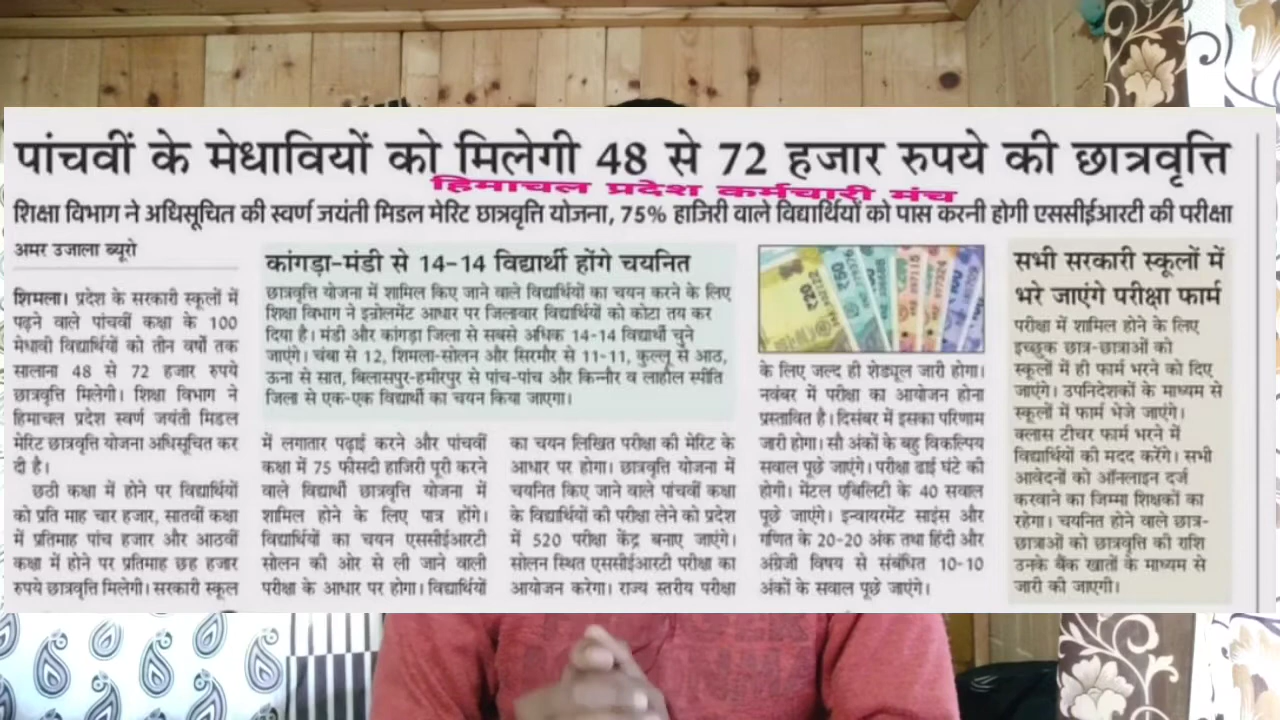 पांचवीं के मेधावियों को मिलेगी 48 से 72 हजार रुपये की छात्रवृत्ति
हिमाचल प्रदेश कर्मचारी मंच
शिक्षा विभाग ने अधिसूचित की स्वर्ण जयंती मिडल मेरिट छात्रवृत्ति योजना, 75% हाजिरी वाले विद्यार्थियों को पास करनी होगी एससीईआरटी की परीक्षा
अमर उजाला ब्यूरो
शिमला। प्रदेश के सरकारी स्कूलों में
पढ़ने वाले पांचवीं कक्षा के 100
मेधावी विद्यार्थियों को तीन वर्षों तक
सालाना 48 से 72 हजार रुपये
छात्रवृत्ति मिलेगी। शिक्षा विभाग ने
हिमाचल प्रदेश स्वर्ण जयंती मिडल
मेरिट छात्रवृत्ति योजना अधिसूचित कर
दी है।
छठी कक्षा में होने पर विद्यार्थियों
को प्रति माह चार हजार, सातवीं कक्षा
में प्रतिमाह पांच हजार और आठवीं
कक्षा में होने पर प्रतिमाह छह हजार
रुपये छात्रवृत्ति मिलेगी। सरकारी स्कूल
कांगड़ा-मंडी से 14-14 विद्यार्थी होंगे चयनित
छात्रवृत्ति योजना में शामिल किए जाने वाले विद्यार्थियों का चयन करने के लिए
शिक्षा विभाग ने इन्रोलमेंट आधार पर जिलावार विद्यार्थियों को कोटा तय कर
दिया है। मंडी और कांगड़ा जिला से सबसे अधिक 14-14 विद्यार्थी चुने
जाएंगे। चंबा से 12, शिमला-सोलन और सिरमौर से 11-11, कुल्लू से आठ,
ऊना से सात, बिलासपुर-हमीरपुर से पांच-पांच और किन्नौर व लाहौल स्पीति
जिला से एक-एक विद्यार्थी का चयन किया जाएगा।
में लगातार पढ़ाई करने और पांचवीं
कक्षा में 75 फीसदी हाजिरी पूरी करने
वाले विद्यार्थी छात्रवृत्ति योजना में
शामिल होने के लिए पात्र होंगे।
विद्यार्थियों का चयन एससीईआरटी
सोलन की ओर से ली जाने वाली
परीक्षा के आधार पर होगा। विद्यार्थियों
का चयन लिखित परीक्षा की मेरिट के
आधार पर होगा। छात्रवृत्ति योजना में
चयनित किए जाने वाले पांचवीं कक्षा
के विद्यार्थियों की परीक्षा लेने को प्रदेश
में 520 परीक्षा केंद्र बनाए जाएंगे।
सोलन स्थित एससीईआरटी परीक्षा का
आयोजन करेगा। राज्य स्तरीय परीक्षा
के लिए जल्द ही शेड्यूल जारी होगा।
नवंबर में परीक्षा का आयोजन होना
प्रस्तावित है। दिसंबर में इसका परिणाम
जारी होगा। सौ अंकों के बहु विकल्पिय
सवाल पूछे जाएंगे। परीक्षा ढाई घंटे की
होगी। मेंटल एबिलिटी के 40 सवाल
पूछे जाएंगे। इन्वायरमेंट साइंस और
गणित के 20-20 अंक तथा हिंदी और
अंग्रेजी विषय से संबंधित 10-10
अंकों के सवाल पूछे जाएंगे।
सभी सरकारी स्कूलों में
भरे जाएंगे परीक्षा फार्म
परीक्षा में शामिल होने के लिए
इच्छुक छात्र-छात्राओं को
स्कूलों में ही फार्म भरने को दिए
जाएंगे। उपनिदेशकों के माध्यम से
स्कूलों में फार्म भेजे जाएंगे।
क्लास टीचर फार्म भरने में
विद्यार्थियों की मदद करेंगे। सभी
आवेदनों को ऑनलाइन दर्ज
करवाने का जिम्मा शिक्षकों का
रहेगा। चयनित होने वाले छात्र-
छात्राओं को छात्रवृत्ति की राशि
उनके बैंक खातों के माध्यम से
जारी की जाएगी।